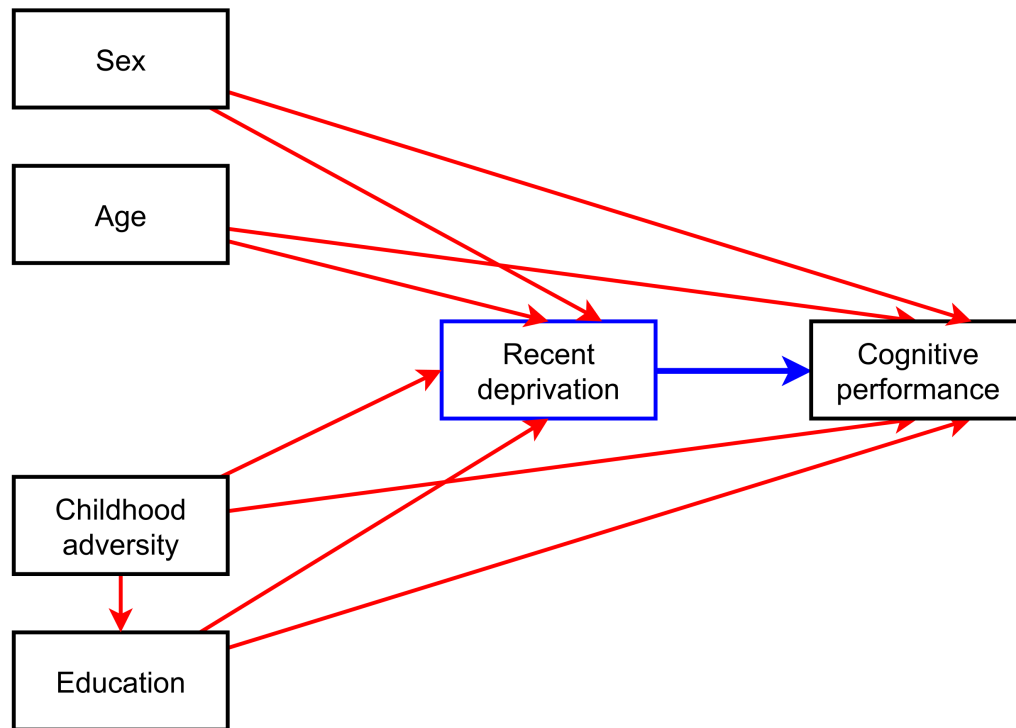 Sex
Age
Recent
deprivation
Cognitive
performance
Childhood
adversity
Education